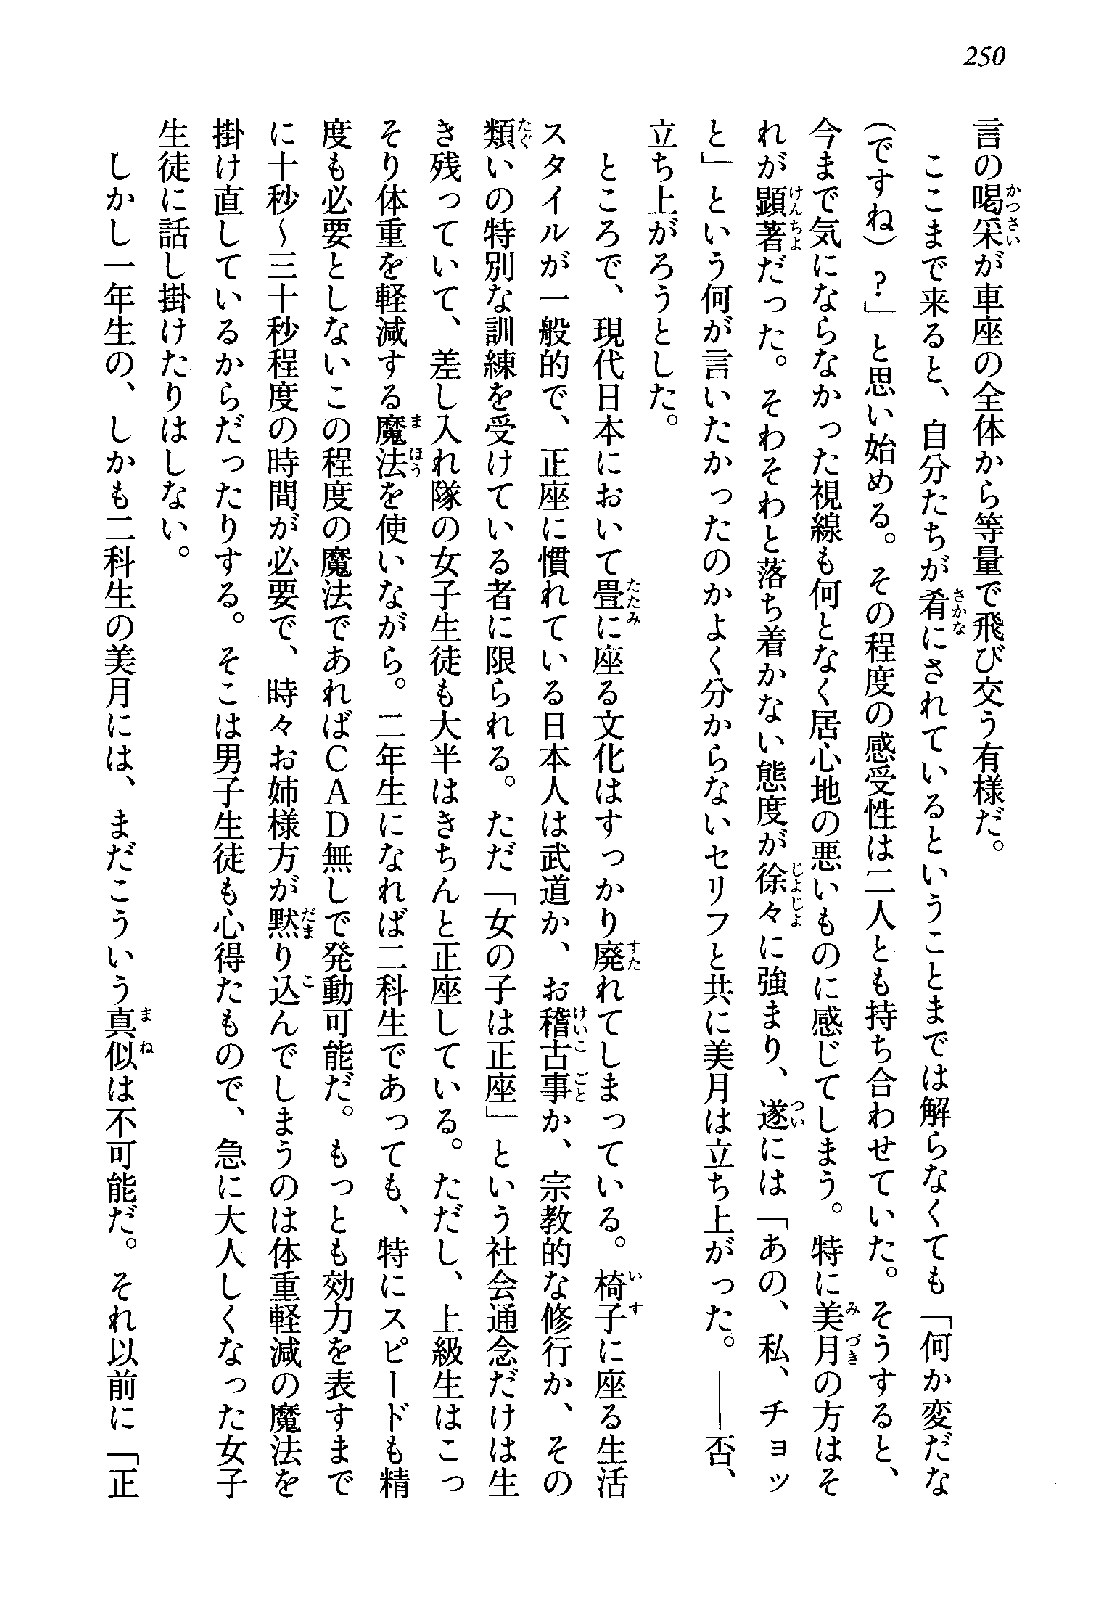 250
言の喝采が車座の全体から等量で飛び交う有様だ。
　ここまで来ると、自分たちが肴にされているということまでは解らなくても「何か変だな
（ですね）？」と思い始める。その程度の感受性は二人とも持ち合わせていた。そうすると、
今まで気にならなかった視線も何となく居心地の悪いものに感じてしまう。特に美月の方はそ
れが顕著だった。そわそわと落ち着かない態度が徐々に強まり、遂には「あの、私、チョッ
と」という何が言いたかったのかよく分からないセリフと共に美月は立ち上がった。――否、
立ち上がろうとした。
　ところで、現代日本において畳に座る文化はすっかり廃れてしまっている。椅子に座る生活
スタイルが一般的で、正座に慣れている日本人は武道か、お稽古事か、宗教的な修行か、その
類いの特別な訓練を受けている者に限られる。ただ「女の子は正座」という社会通念だけは生
き残っていて、差し入れ隊の女子生徒も大半はきちんと正座している。ただし、上級生はこっ
そり体重を軽減する魔法を使いながら。二年生になれば二科生であっても、特にスピードも精
度も必要としないこの程度の魔法であればＣＡＤ無しで発動可能だ。もっとも効力を表すまで
に十秒～三十秒程度の時間が必要で、時々お姉様方が黙り込んでしまうのは体重軽減の魔法を
掛け直しているからだったりする。そこは男子生徒も心得たもので、急に大人しくなった女子
生徒に話し掛けたりはしない。
　しかし一年生の、しかも二科生の美月には、まだこういう真似は不可能だ。それ以前に「正